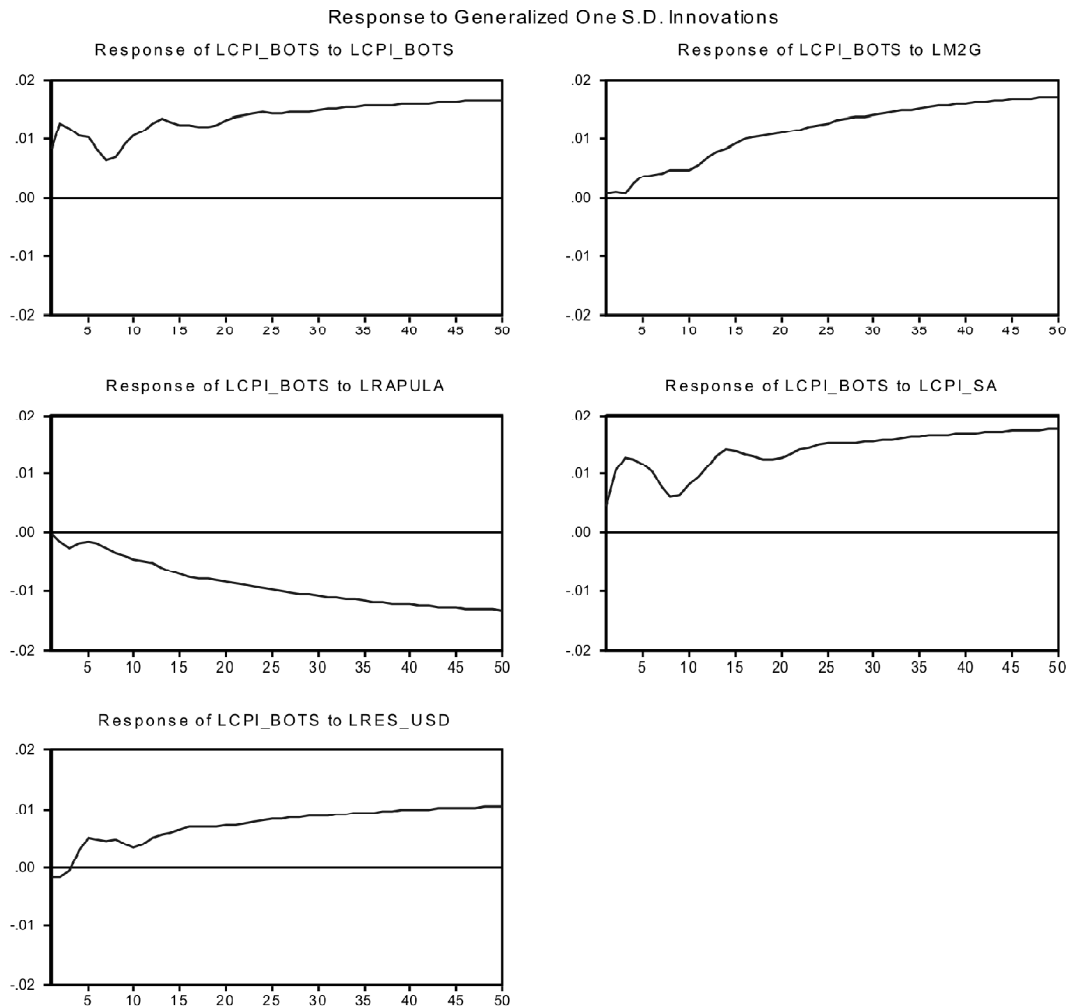 Response to Generalized One S.D. Innovations
Response of LCPI_BOTS to LCPI_BOTS
.02
.01
.00
-.01
-.02
5 10 15 20 25 30 35 40 45 50
Response of LCPI_BOTS to LM2G
.02
.01
.00
-.01
-.02
5 10 15 20 25 30 35 40 45 50
Response of LCPI_BOTS to LRAPULA
.02
.01
.00
-.01
-.02
5 10 15 20 25 30 35 40 45 50
Response of LCPI_BOTS to LCPI_SA
.02
.01
.00
-.01
-.02
5 10 15 20 25 30 35 40 45 50
Response of LCPI_BOTS to LRES_USD
.02
.01
.00
-.01
-.02
5 10 15 20 25 30 35 40 45 50